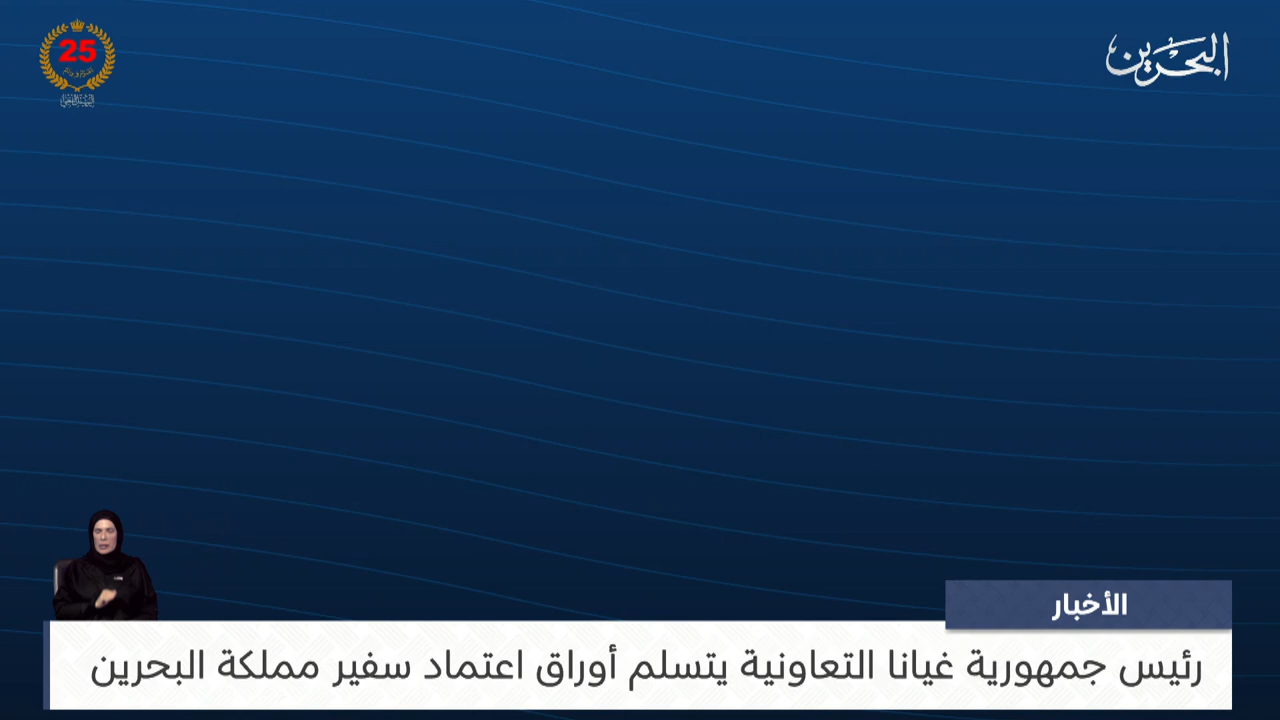 البحرين
25
الأخبار
رئيس جمهورية غيانا التعاونية يتسلم أوراق اعتماد سفير مملكة البحرين